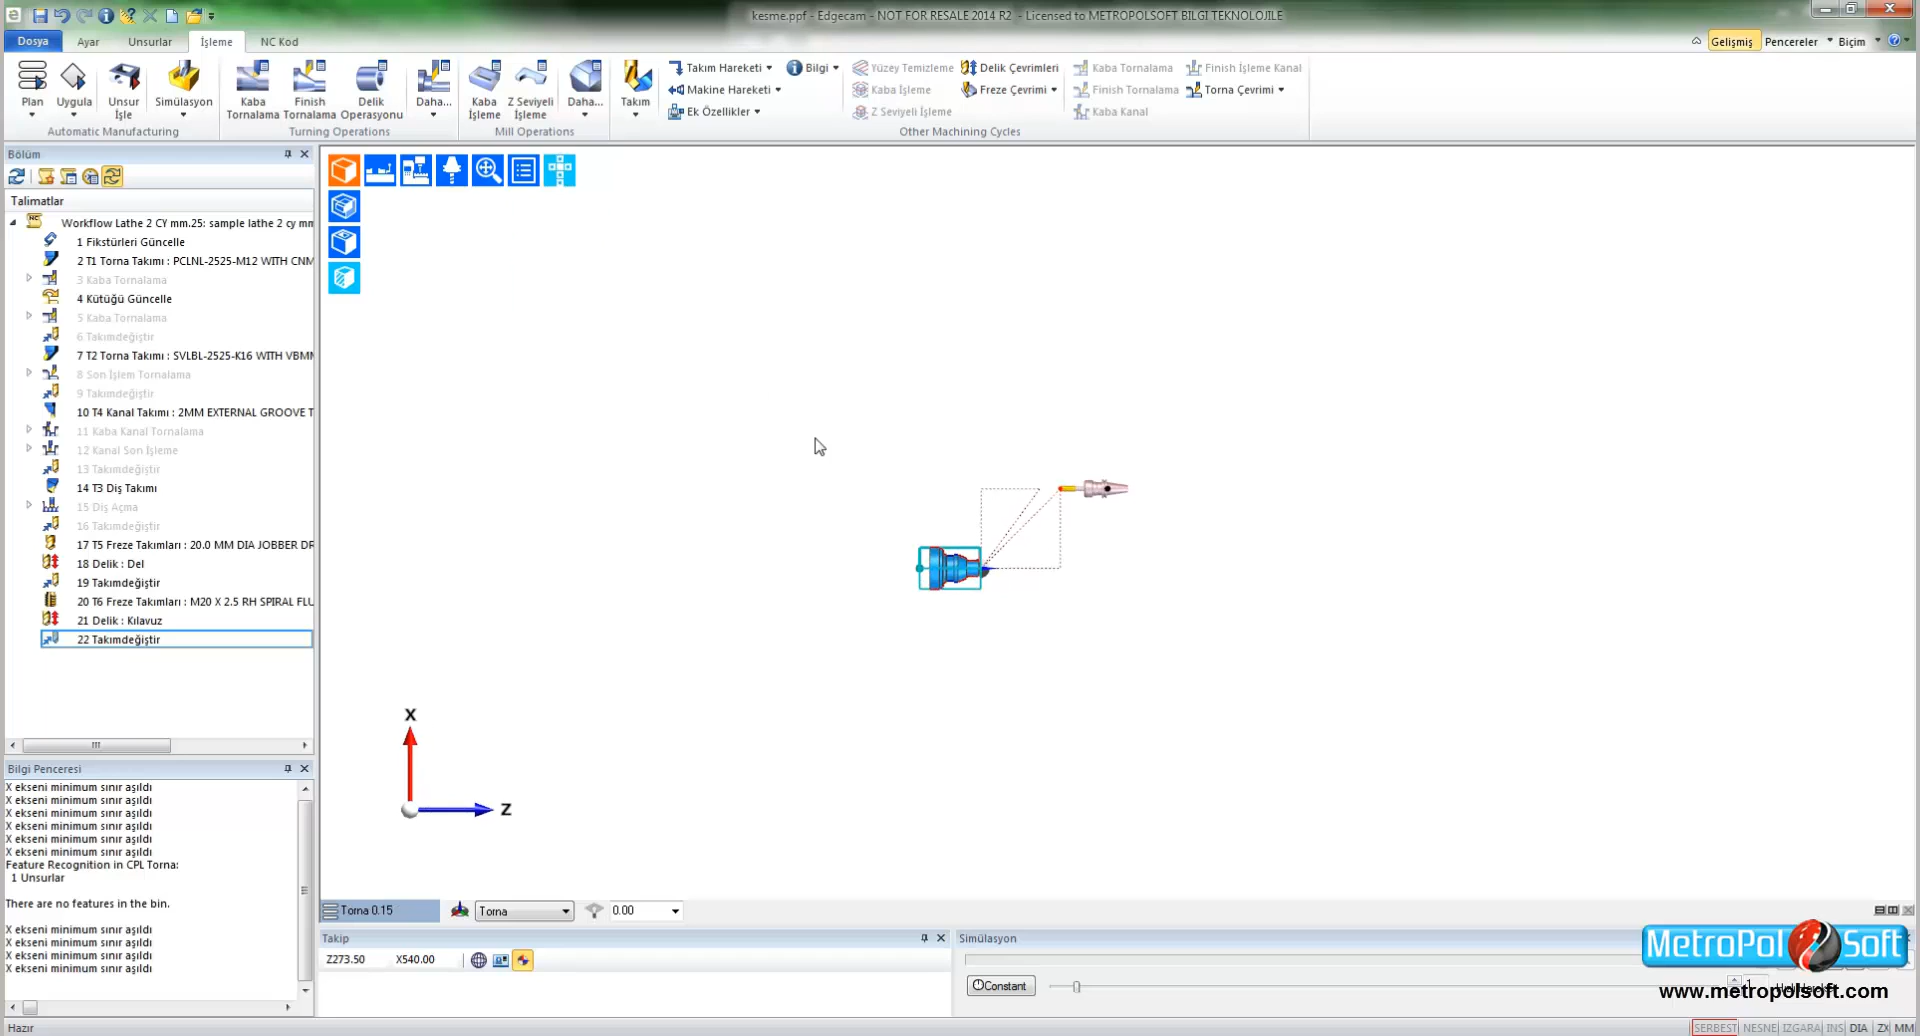 kesme.ppf - Edgecam - NOT FOR RESALE 2014 R2 - Licensed to METROPOLSOFT BILGI TEKNOLOJILE
Dosya Ayar Unsurlar İşleme NC Kod Gelişmiş Pencereler Biçim
Plan Uygula Unsur İşle Simülasyon
Automatic Manufacturing
Kaba Tornalama Finish Tornalama Delik Operasyonu Daha...
Turning Operations
Kaba İşleme Z Seviyeli İşleme Daha...
Mill Operations
Takım
Takım Hareketi Bilgi
Makine Hareketi
Ek Özellikler
Yüzey Temizleme Delik Çevrimleri Kaba Tornalama Finish İşleme Kanal
Kaba İşleme Freze Çevrimi Finish Tornalama Torna Çevrimi
Z Seviyeli İşleme Kaba Kanal
Other Machining Cycles
Bölüm
Talimatlar
Workflow Lathe 2 CY mm.25: sample lathe 2 cy mm
1 Fikstürleri Güncelle
2 T1 Torna Takımı : PCLNL-2525-M12 WITH CNM
3 Kaba Tornalama
4 Kütüğü Güncelle
5 Kaba Tornalama
6 Takımdeğiştir
7 T2 Torna Takımı : SVLBL-2525-K16 WITH VBMM
8 Son İşlem Tornalama
9 Takımdeğiştir
10 T4 Kanal Takımı : 2MM EXTERNAL GROOVE T
11 Kaba Kanal Tornalama
12 Kanal Son İşleme
13 Takımdeğiştir
14 T3 Diş Takımı
15 Diş Açma
16 Takımdeğiştir
17 T5 Freze Takımları : 20.0 MM DIA JOBBER DR
18 Delik : Del
19 Takımdeğiştir
20 T6 Freze Takımları : M20 X 2.5 RH SPIRAL FLU
21 Delik : Kılavuz
22 Takımdeğiştir
X
Z
Bilgi Penceresi
X ekseni minimum sınır aşıldı
X ekseni minimum sınır aşıldı
X ekseni minimum sınır aşıldı
X ekseni minimum sınır aşıldı
X ekseni minimum sınır aşıldı
X ekseni minimum sınır aşıldı
Feature Recognition in CPL Torna:
1 Unsurlar
There are no features in the bin.
X ekseni minimum sınır aşıldı
X ekseni minimum sınır aşıldı
X ekseni minimum sınır aşıldı
X ekseni minimum sınır aşıldı
Torna 0.15 Torna 0.00
Takip
Z273.50 X540.00
Simülasyon
Constant
MetroPol Soft
www.metropolsoft.com
Hazır
SERBEST NESNE IZGARA INS DIA ZX MM